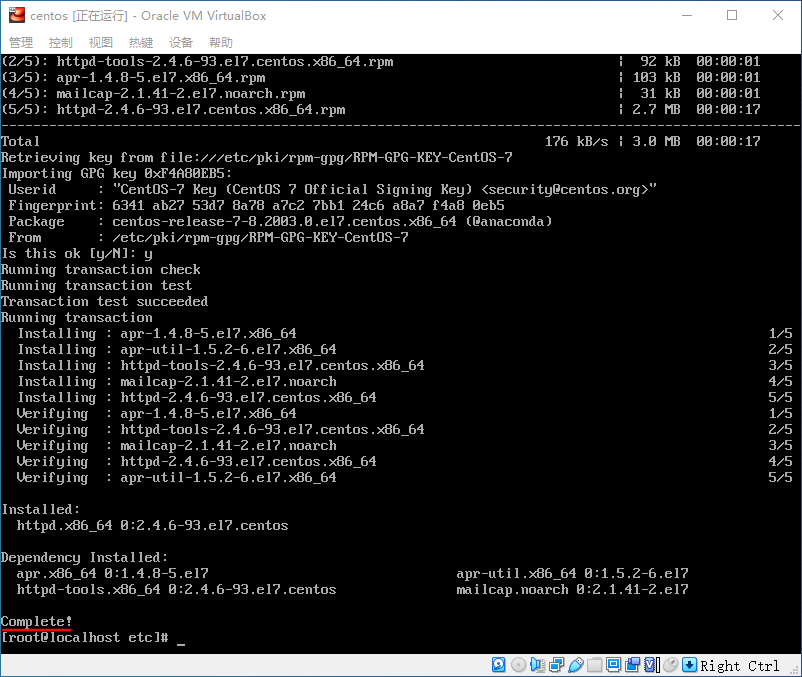 centos [正在运行] - Oracle VM VirtualBox
管理 控制 视图 热键 设备 帮助
(2/5): httpd-tools-2.4.6-93.el7.centos.x86_64.rpm | 92 kB 00:00:01
(3/5): apr-1.4.8-5.el7.x86_64.rpm | 103 kB 00:00:01
(4/5): mailcap-2.1.41-2.el7.noarch.rpm | 31 kB 00:00:01
(5/5): httpd-2.4.6-93.el7.centos.x86_64.rpm | 2.7 MB 00:00:17
--------------------------------------------------------------------------------
Total 176 kB/s | 3.0 MB 00:00:17
Retrieving key from file:///etc/pki/rpm-gpg/RPM-GPG-KEY-CentOS-7
Importing GPG key 0xF4A80EB5:
Userid : "CentOS-7 Key (CentOS 7 Official Signing Key) <security@centos.org>"
Fingerprint: 6341 ab27 53d7 8a78 a7c2 7bb1 24c6 a8a7 f4a8 0eb5
Package : centos-release-7-8.2003.0.el7.centos.x86_64 (@anaconda)
From : /etc/pki/rpm-gpg/RPM-GPG-KEY-CentOS-7
Is this ok [y/N]: y
Running transaction check
Running transaction test
Transaction test succeeded
Running transaction
Installing : apr-1.4.8-5.el7.x86_64 1/5
Installing : apr-util-1.5.2-6.el7.x86_64 2/5
Installing : httpd-tools-2.4.6-93.el7.centos.x86_64 3/5
Installing : mailcap-2.1.41-2.el7.noarch 4/5
Installing : httpd-2.4.6-93.el7.centos.x86_64 5/5
Verifying : apr-1.4.8-5.el7.x86_64 1/5
Verifying : httpd-tools-2.4.6-93.el7.centos.x86_64 2/5
Verifying : mailcap-2.1.41-2.el7.noarch 3/5
Verifying : httpd-2.4.6-93.el7.centos.x86_64 4/5
Verifying : apr-util-1.5.2-6.el7.x86_64 5/5
Installed:
httpd.x86_64 0:2.4.6-93.el7.centos
Dependency Installed:
apr.x86_64 0:1.4.8-5.el7 apr-util.x86_64 0:1.5.2-6.el7
httpd-tools.x86_64 0:2.4.6-93.el7.centos mailcap.noarch 0:2.1.41-2.el7
Complete!
[root@localhost etc]# _
Right Ctrl